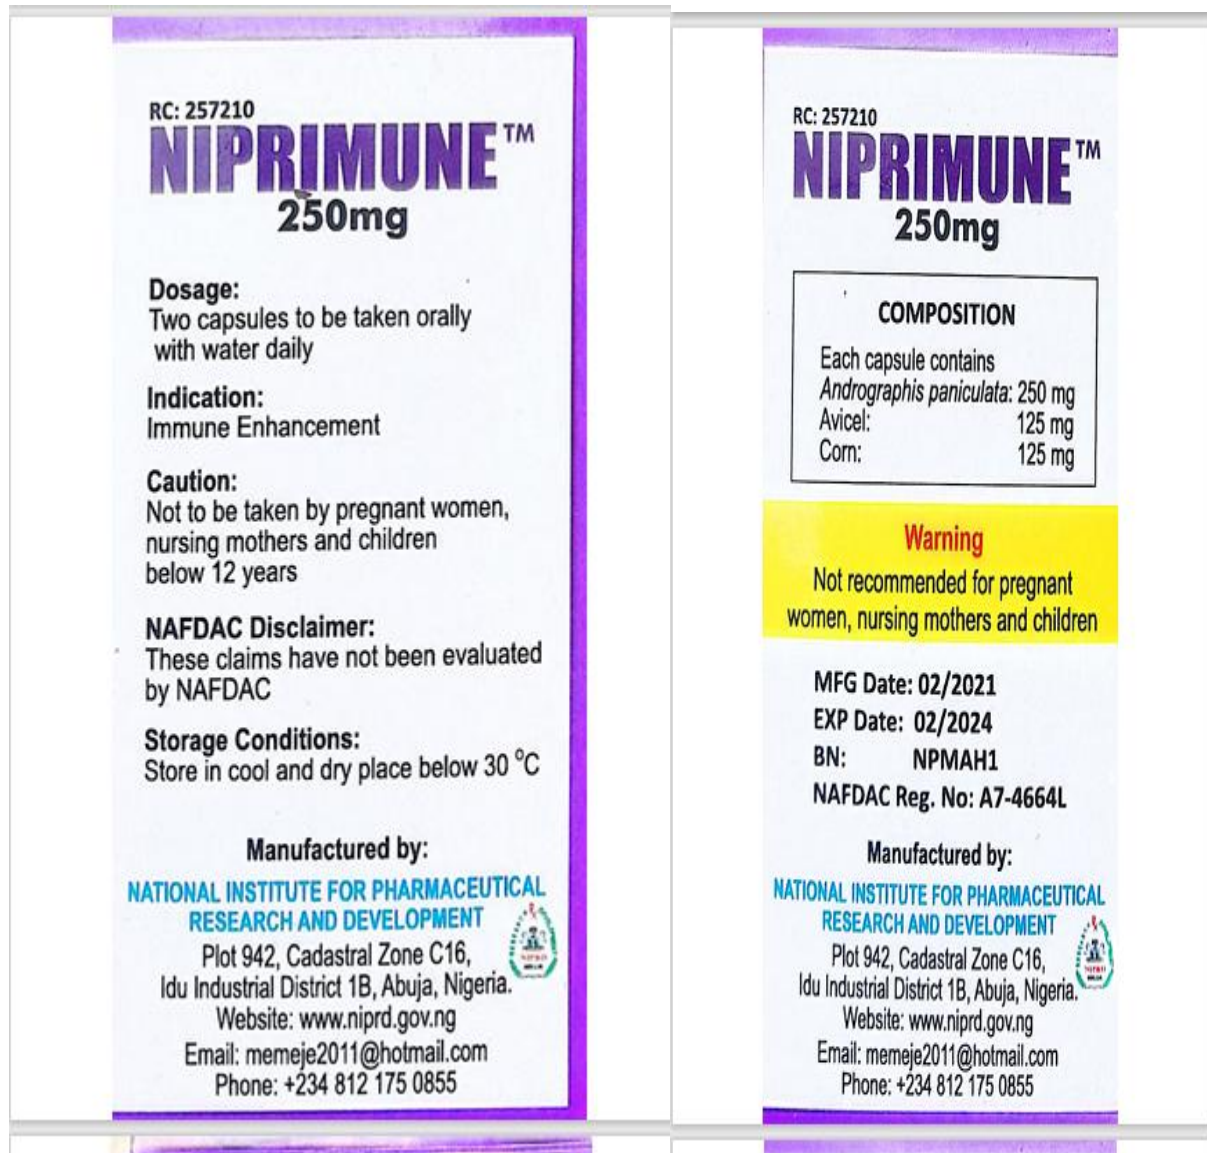 RC: 257210
NIPRIMUNE™
250mg
Dosage:
Two capsules to be taken orally
with water daily
Indication:
Immune Enhancement
Caution:
Not to be taken by pregnant women,
nursing mothers and children
below 12 years
NAFDAC Disclaimer:
These claims have not been evaluated
by NAFDAC
Storage Conditions:
Store in cool and dry place below 30 °C
Manufactured by:
NATIONAL INSTITUTE FOR PHARMACEUTICAL
RESEARCH AND DEVELOPMENT
Plot 942, Cadastral Zone C16,
Idu Industrial District 1B, Abuja, Nigeria.
Website: www.niprd.gov.ng
Email: memeje2011@hotmail.com
Phone: +234 812 175 0855
RC: 257210
NIPRIMUNE™
250mg
COMPOSITION
Each capsule contains
Andrographis paniculata: 250 mg
Avicel: 125 mg
Corn: 125 mg
Warning
Not recommended for pregnant
women, nursing mothers and children
MFG Date: 02/2021
EXP Date: 02/2024
BN: NPMAH1
NAFDAC Reg. No: A7-4664L
Manufactured by:
NATIONAL INSTITUTE FOR PHARMACEUTICAL
RESEARCH AND DEVELOPMENT
Plot 942, Cadastral Zone C16,
Idu Industrial District 1B, Abuja, Nigeria.
Website: www.niprd.gov.ng
Email: memeje2011@hotmail.com
Phone: +234 812 175 0855